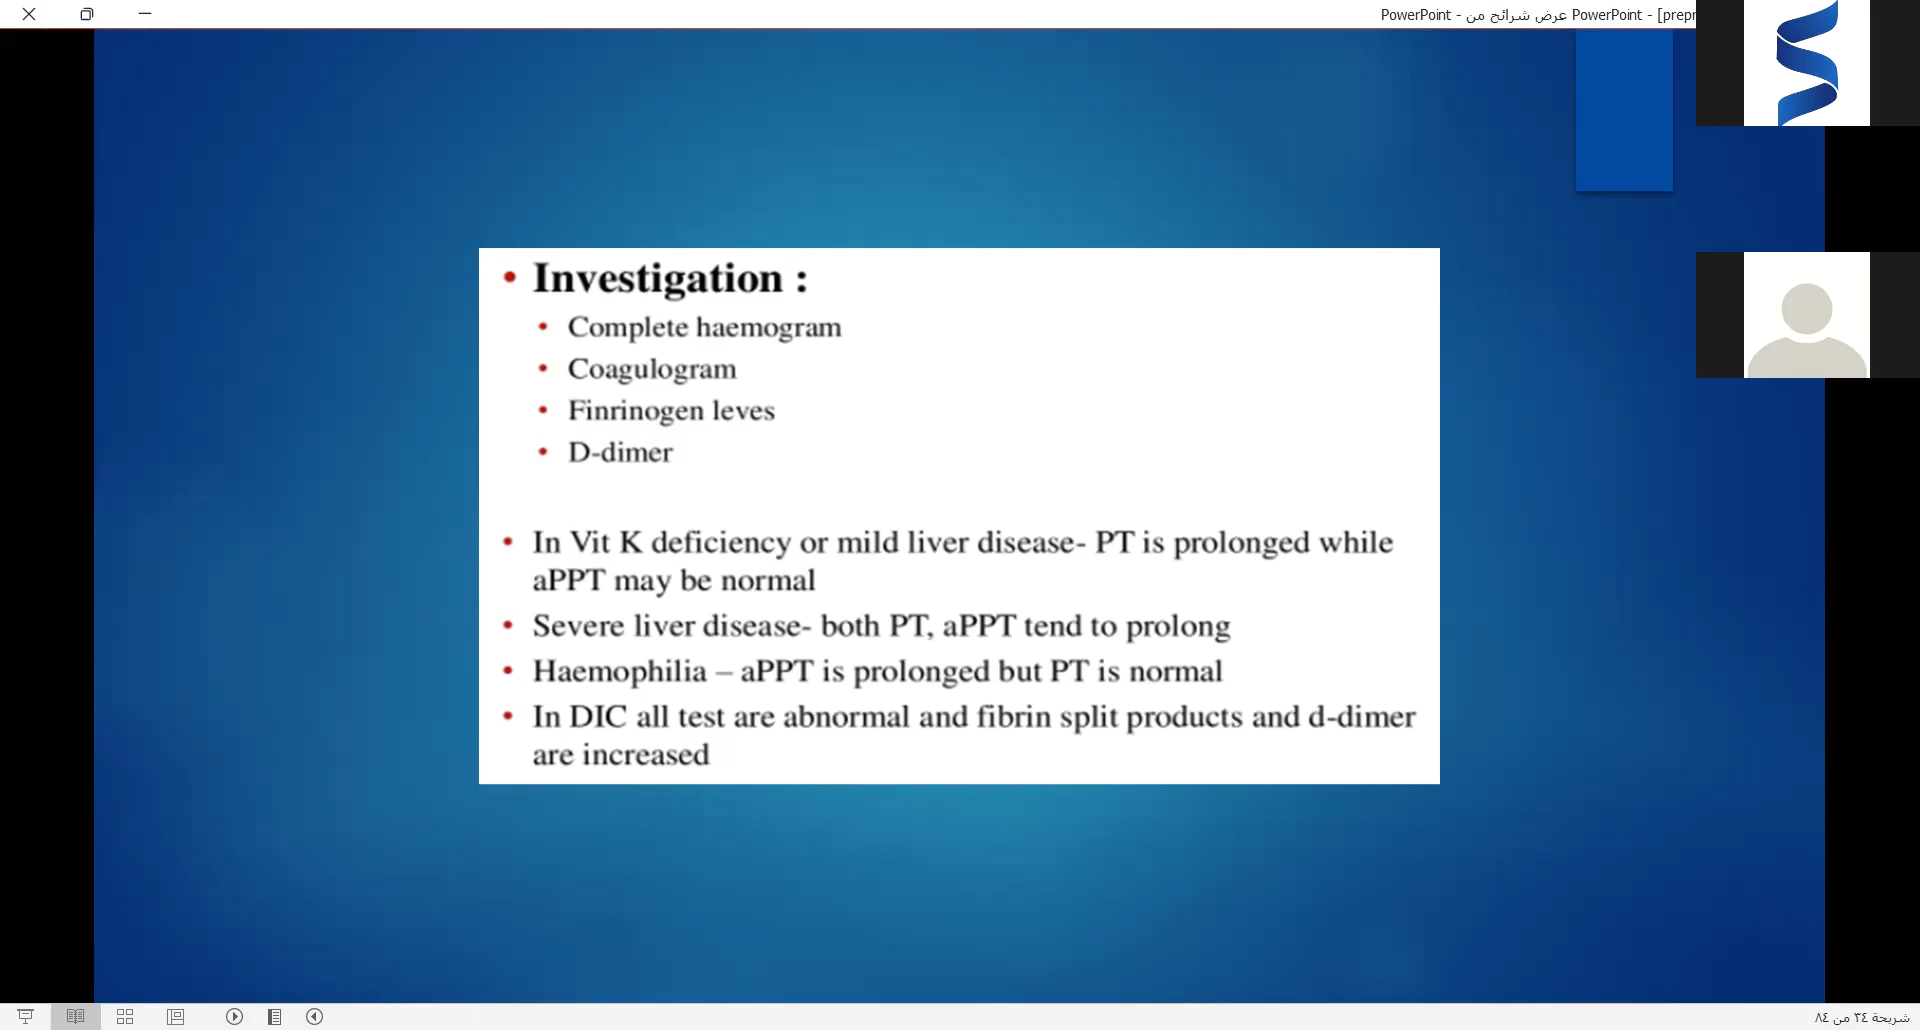 PowerPoint - عرض شرائح من PowerPoint - [prepr
• Investigation :
• Complete haemogram
• Coagulogram
• Finrinogen leves
• D-dimer
• In Vit K deficiency or mild liver disease- PT is prolonged while
aPPT may be normal
• Severe liver disease- both PT, aPPT tend to prolong
• Haemophilia – aPPT is prolonged but PT is normal
• In DIC all test are abnormal and fibrin split products and d-dimer
are increased
شريحة ٣٤ من ٨٤